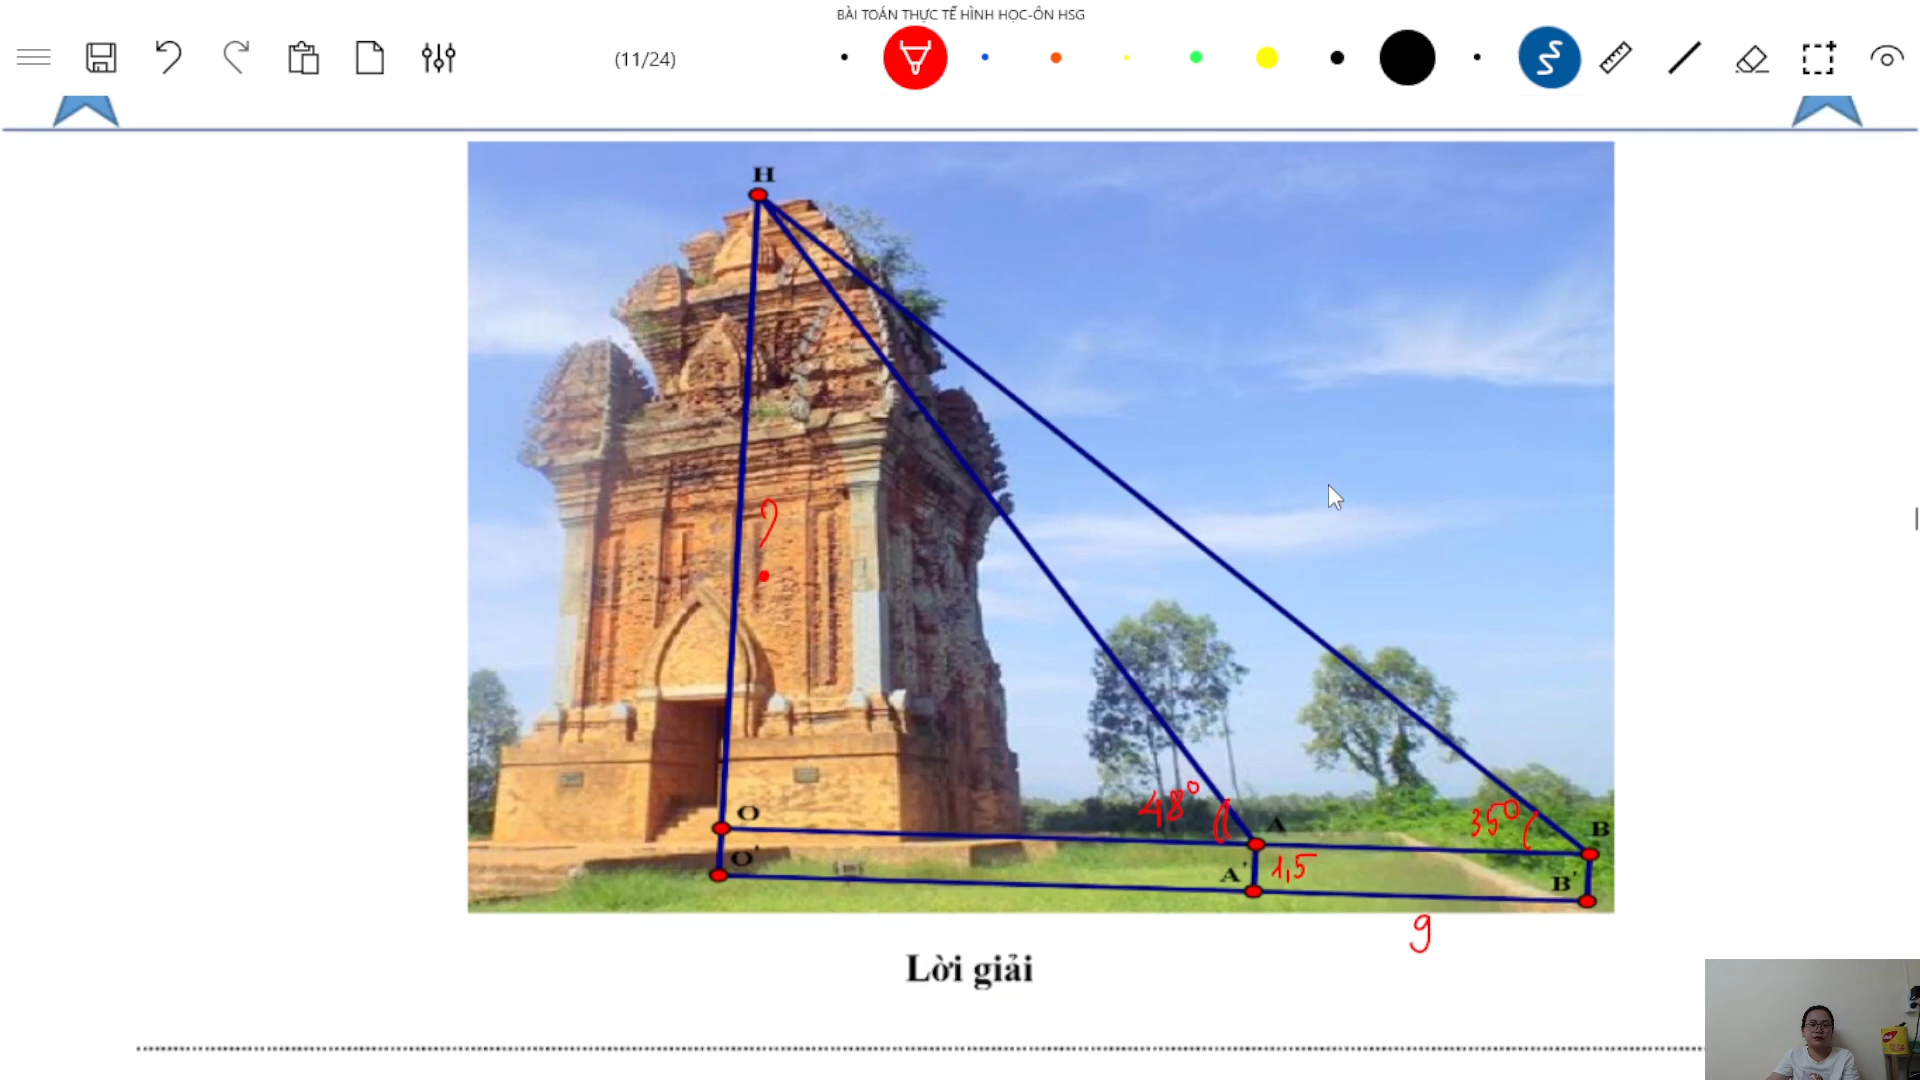 BÀI TOÁN THỰC TẾ HÌNH HỌC-ÔN HSG
(11/24)
H
?
48°
35°
O
A
B
O'
A'
1,5
B'
9
Lời giải